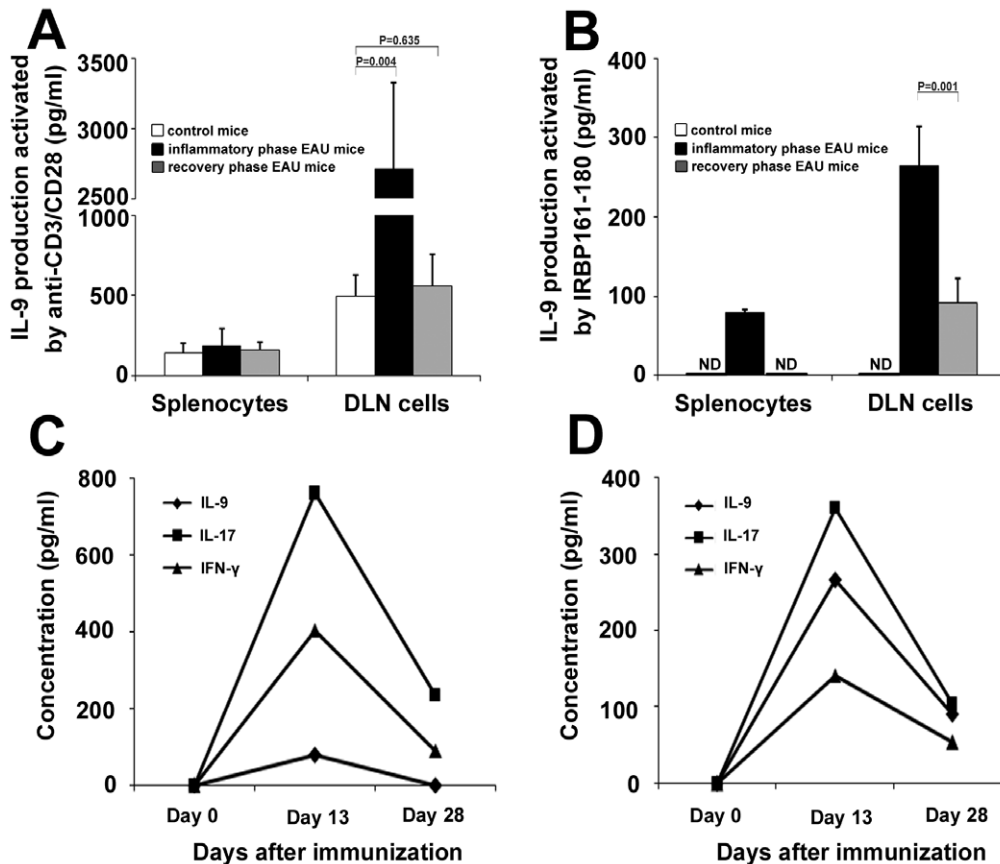 A
IL-9 production activated
by anti-CD3/CD28 (pg/ml)
3500
3000
2500
1000
500
0
P=0.635
P=0.004
control mice
inflammatory phase EAU mice
recovery phase EAU mice
Splenocytes
DLN cells
B
IL-9 production activated
by IRBP161-180 (pg/ml)
400
300
200
100
0
P=0.001
control mice
inflammatory phase EAU mice
recovery phase EAU mice
ND
ND
ND
Splenocytes
DLN cells
C
Concentration (pg/ml)
800
600
400
200
0
IL-9
IL-17
IFN-γ
Day 0
Day 13
Day 28
Days after immunization
D
Concentration (pg/ml)
400
300
200
100
0
IL-9
IL-17
IFN-γ
Day 0
Day 13
Day 28
Days after immunization